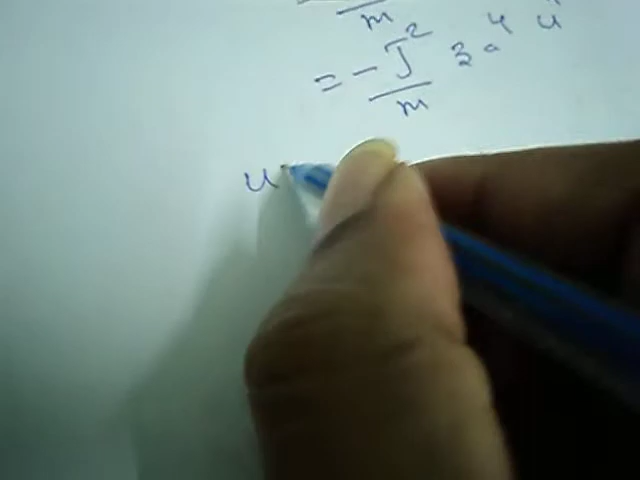 m
= - J² / m 3 a⁴ u
u